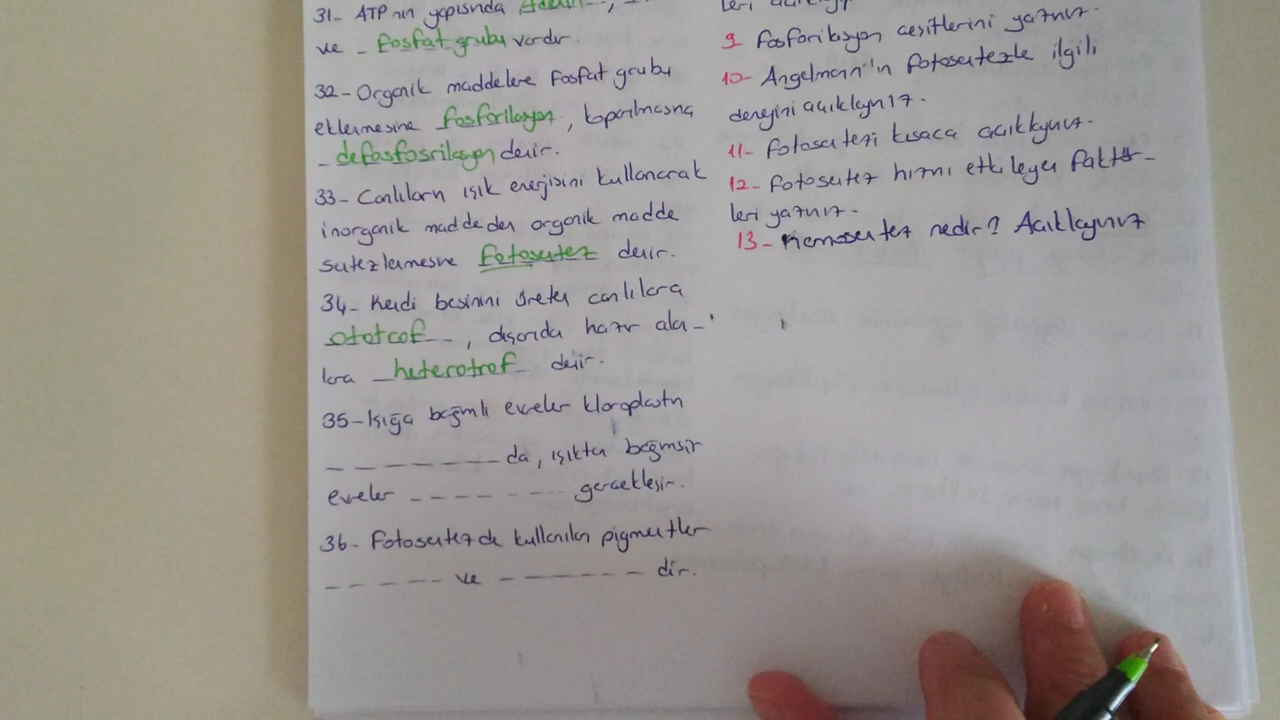 31- ATP'nin yapısında
ve - fosfat grubu vardır.
32- Organik maddelere fosfat grubu
eklenmesine fosforilasyon, koparılmasına
- defosfosrilasyon denir.
33- Canlıların ışık enerjisini kullanarak
inorganik maddeden organik madde
sentezlemesine fotosentez denir.
34- Kendi besinini üreten canlılara
ototrof - -, dışarıda hazır ala-
lara - heterotrof - denir.
35- Işığa bağımlı evreler kloroplastın
- - - - - - - - da, ışıktan bağımsız
evreler - - - - - - - - gerçekleşir.
36- Fotosentezde kullanılan pigmentler
- - - - - ve - - - - - - - dir.
9- Fosforilasyon çeşitlerini yazınız.
10- Angelmann'ın fotosentezle ilgili
deneyini açıklayınız.
11- Fotosentezi kısaca açıklayınız.
12- Fotosentez hızını etkileyen faktör-
leri yazınız.
13- Kemosentez nedir? Açıklayınız